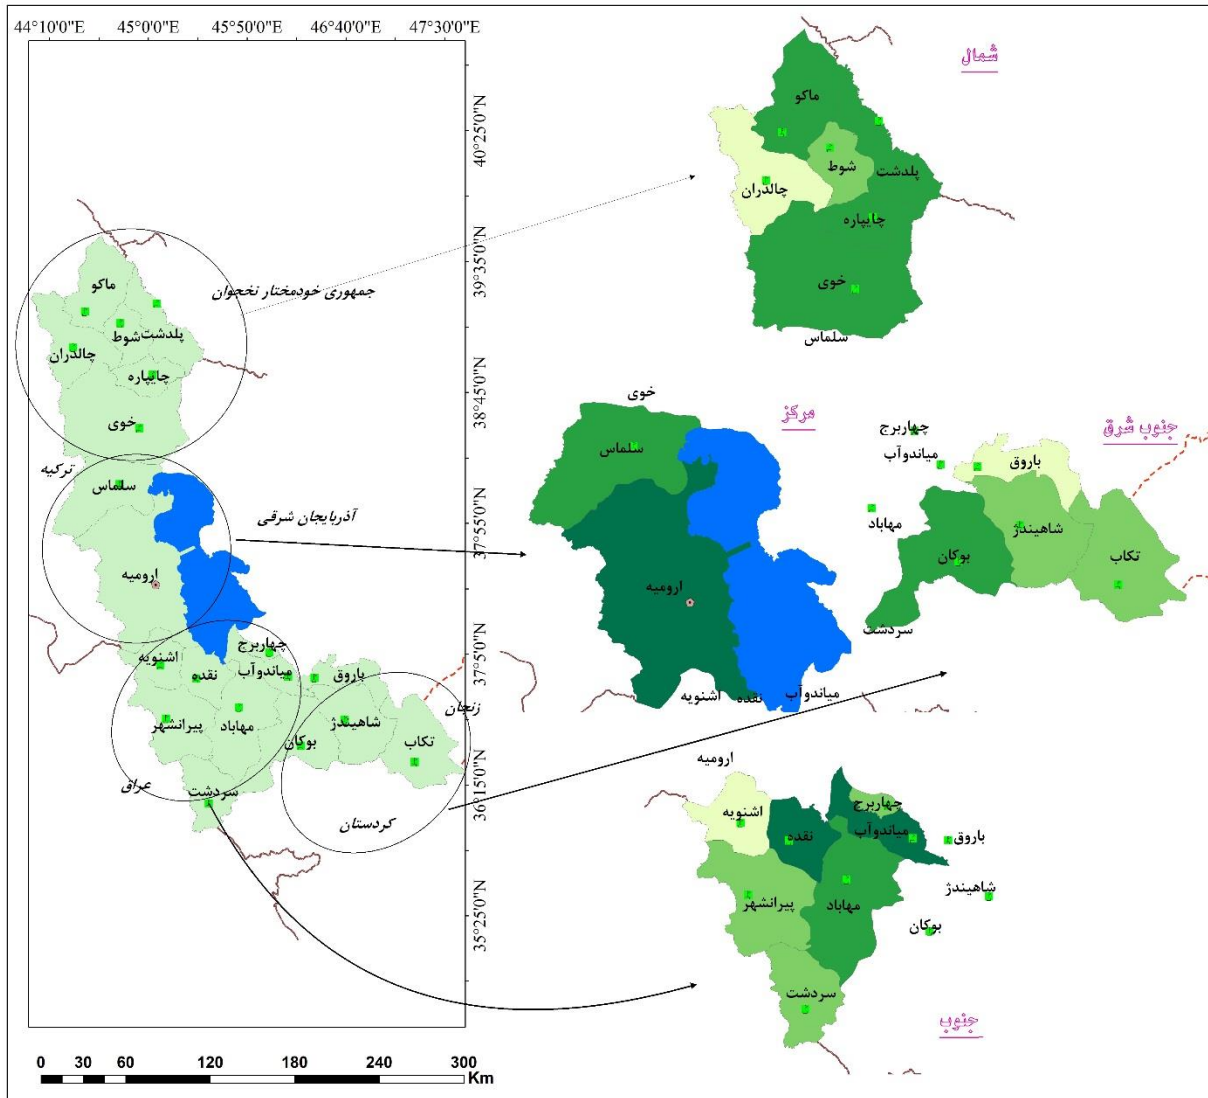 44°10'0"E
45°0'0"E
45°50'0"E
46°40'0"E
47°30'0"E
40°25'0"N
39°35'0"N
38°45'0"N
37°55'0"N
37°5'0"N
36°15'0"N
35°25'0"N
ماکو
جمهوری خودمختار نخجوان
پلدشت
شوط
چالدران
چایپاره
خوی
ترکیه
سلماس
آذربایجان شرقی
ارومیه
چهاربرج
اشنویه
میاندوآب
نقده
باروق
زنجان
پیرانشهر
مهاباد
شاهیندژ
بوکان
تکاب
عراق
سردشت
کردستان
شمال
ماکو
شوط
پلدشت
چالدران
چایپاره
خوی
سلماس
مرکز
خوی
سلماس
ارومیه
اشنویه
نقده
میاندوآب
جنوب شرق
چهاربرج
میاندوآب
باروق
مهاباد
شاهیندژ
بوکان
تکاب
سردشت
ارومیه
اشنویه
چهاربرج
نقده
میاندوآب
باروق
شاهیندژ
پیرانشهر
مهاباد
بوکان
سردشت
جنوب
0 30 60 120 180 240 300
Km